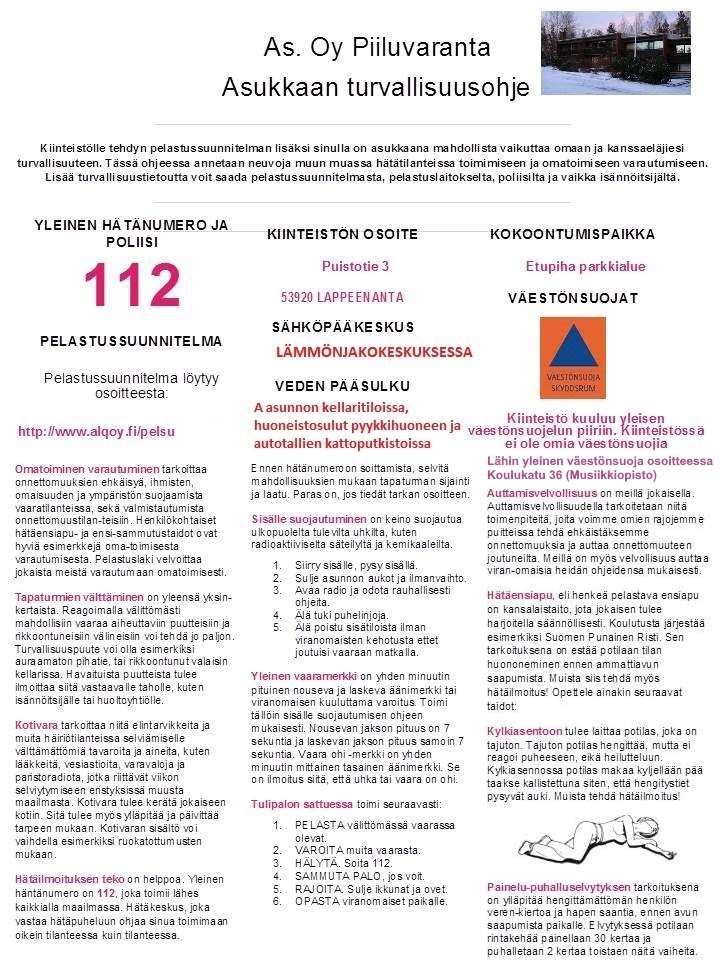 As. Oy Piiluvaranta
Asukkaan turvallisuusohje
Kiinteistölle tehdyn pelastussuunnitelman lisäksi sinulla on asukkaana mahdollista vaikuttaa omaan ja kanssaeläjiesi
turvallisuuteen. Tässä ohjeessa annetaan neuvoja muun muassa hätätilanteissa toimimiseen ja omatoimiseen varautumiseen.
Lisää turvallisuustietoutta voit saada pelastussuunnitelmasta, pelastuslaitokselta, poliisilta ja vaikka isännöitsijältä.
YLEINEN HÄTÄNUMERO JA
POLIISI
112
PELASTUSSUUNNITELMA
Pelastussuunnitelma löytyy
osoitteesta:
http://www.alqoy.fi/pelsu
Omatoiminen varautuminen tarkoittaa
onnettomuuksien ehkäisyä, ihmisten,
omaisuuden ja ympäristön suojaamista
vaaratilanteissa, sekä valmistautumista
onnettomuustilan-teisiin. Henkilökohtaiset
hätäensiapu- ja ensi-sammutustaidot ovat
hyviä esimerkkejä oma-toimisesta
varautumisesta. Pelastuslaki velvoittaa
jokaista meistä varautumaan omatoimisesti.
Tapaturmien välttäminen on yleensä yksin-
kertaista. Reagoimalla välittömästi
mahdollisiin vaaraa aiheuttaviin puutteisiin ja
rikkoontuneisiin välineisiin voi tehdä jo paljon.
Turvallisuuspuute voi olla esimerkiksi
auraamaton pihatie, tai rikkoontunut valaisin
kellarissa. Havaituista puutteista tulee
ilmoittaa siitä vastaavalle taholle, kuten
isännöitsijälle tai huoltoyhtiölle.
Kotivara tarkoittaa niitä elintarvikkeita ja
muita häiriötilanteissa selviämiselle
välttämättömiä tavaroita ja aineita, kuten
lääkkeitä, vesiastioita, varavaloja ja
paristoradiota, jotka riittävät viikon
selviytymiseen eristyksissä muusta
maailmasta. Kotivara tulee kerätä jokaiseen
kotiin. Sitä tulee myös ylläpitää ja päivittää
tarpeen mukaan. Kotivaran sisältö voi
vaihdella esimerkiksi ruokatottumusten
mukaan.
Hätäilmoituksen teko on helppoa. Yleinen
häntänumero on 112, joka toimii lähes
kaikkialla maailmassa. Hätäkeskus, joka
vastaa hätäpuheluun ohjaa sinua toimimaan
oikein tilanteessa kuin tilanteessa.
KIINTEISTÖN OSOITE
Puistotie 3
53920 LAPPEENANTA
SÄHKÖPÄÄKESKUS
LÄMMÖNJAKOKESKUKSESSA
VEDEN PÄÄSULKU
A asunnon kellaritiloissa,
huoneistosulut pyykkihuoneen ja
autotallien kattoputkistoissa
Ennen hätänumeroon soittamista, selvitä
mahdollisuuksien mukaan tapaturman sijainti
ja laatu. Paras on, jos tiedät tarkan osoitteen.
Sisälle suojautuminen on keino suojautua
ulkopuolelta tulevilta uhkilta, kuten
radioaktiiviselta säteilyltä ja kemikaaleilta.
1. Siirry sisälle, pysy sisällä.
2. Sulje asunnon aukot ja ilmanvaihto.
3. Avaa radio ja odota rauhallisesti
ohjeita.
4. Älä tuki puhelinjoja.
5. Älä poistu sisätiloista ilman
viranomaisten kehotusta ettet
joutuisi vaaraan matkalla.
Yleinen vaaramerkki on yhden minuutin
pituinen nouseva ja laskeva äänimerkki tai
viranomaisen kuuluttama varoitus. Toimi
tällöin sisälle suojautumisen ohjeen
mukaisesti. Nousevan jakson pituus on 7
sekuntia ja laskevan jakson pituus samoin 7
sekuntia. Vaara ohi -merkki on yhden
minuutin mittainen tasainen äänimerkki. Se
on ilmoitus siitä, että uhka tai vaara on ohi.
Tulipalon sattuessa toimi seuraavasti:
1. PELASTA välittömässä vaarassa
olevat.
2. VAROITA muita vaarasta.
3. HÄLYTÄ. Soita 112.
4. SAMMUTA PALO, jos voit.
5. RAJOITA. Sulje ikkunat ja ovet.
6. OPASTA viranomaiset paikalle.
KOKOONTUMISPAIKKA
Etupiha parkkialue
VÄESTÖNSUOJAT
VÄESTÖNSUOJA
SKYDDSRUM
Kiinteistö kuuluu yleisen
väestönsuojelun piiriin. Kiinteistössä
ei ole omia väestönsuojia
Lähin yleinen väestönsuoja osoitteessa
Koulukatu 36 (Musiikkiopisto)
Auttamisvelvollisuus on meillä jokaisella.
Auttamisvelvollisuudella tarkoitetaan niitä
toimenpiteitä, joita voimme omien rajojemme
puitteissa tehdä ehkäistäksemme
onnettomuuksia ja auttaa onnettomuuteen
joutuneita. Meillä on myös velvollisuus auttaa
viran-omaisia heidän ohjeidensa mukaisesti.
Hätäensiapu, eli henkeä pelastava ensiapu
on kansalaistaito, jota jokaisen tulee
harjoitella säännöllisesti. Koulutusta järjestää
esimerkiksi Suomen Punainen Risti. Sen
tarkoituksena on estää potilaan tilan
huononeminen ennen ammattiavun
saapumista. Muista siis tehdä myös
hätäilmoitus! Opettele ainakin seuraavat
taidot:
Kylkiasentoon tulee laittaa potilas, joka on
tajuton. Tajuton potilas hengittää, mutta ei
reagoi puheeseen, eikä heilutteluun.
Kylkiasennossa potilas makaa kyljellään pää
taakse kallistettuna siten, että hengitystiet
pysyvät auki. Muista tehdä hätäilmoitus!
Painelu-puhalluselvytyksen tarkoituksena
on ylläpitää hengittämättömän henkilön
veren-kiertoa ja hapen saantia, ennen avun
saapumista paikalle. Elvytyksessä potilaan
rintakehää painellaan 30 kertaa ja
puhalletaan 2 kertaa toistaen näitä vaiheita.